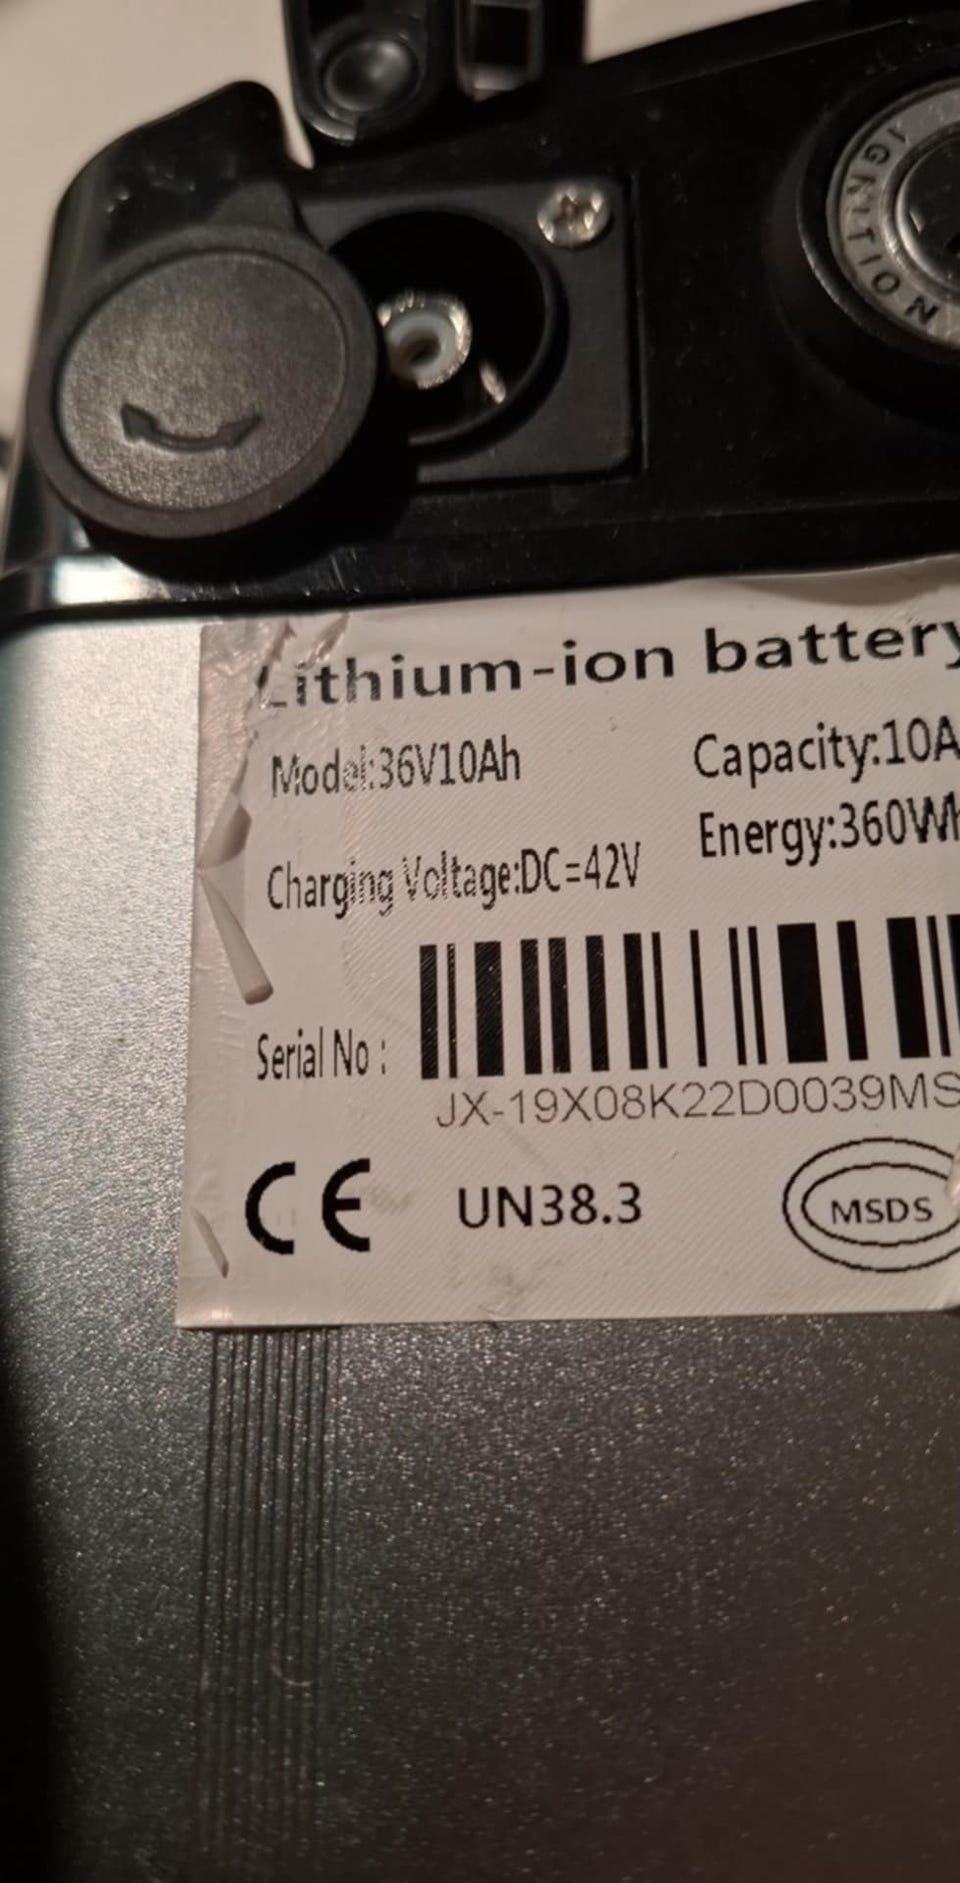 IGNITION
Lithium-ion battery
Model:36V10Ah
Capacity:10A
Energy:360Wh
Charging Voltage:DC=42V
Serial No :
JX-19X08K22D0039MS
CE UN38.3 MSDS